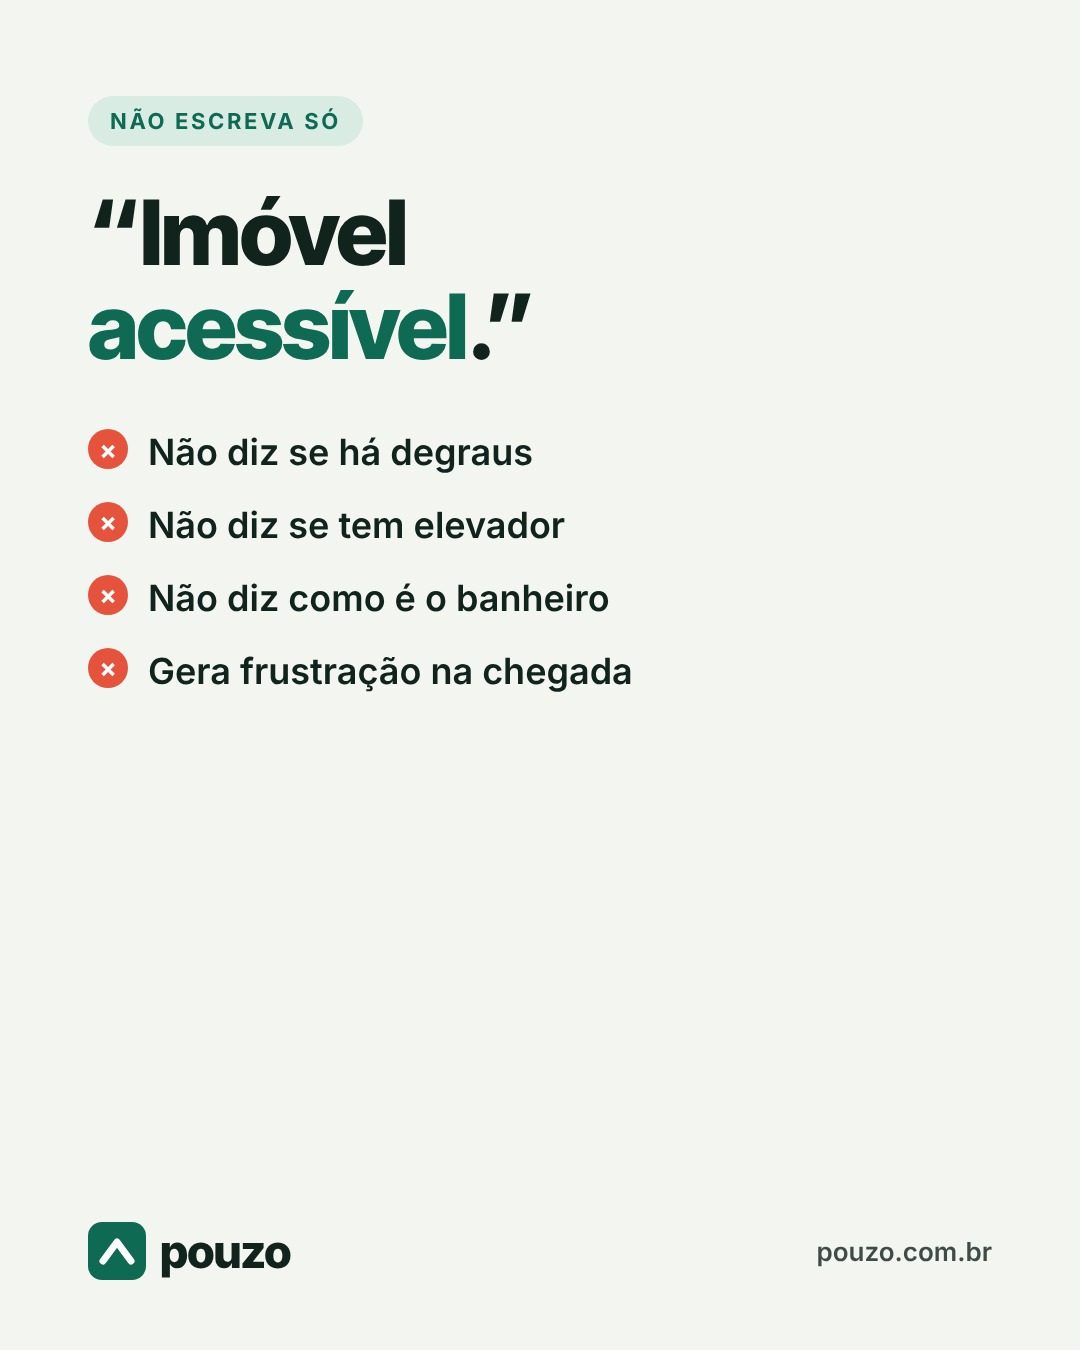 NÃO ESCREVA SÓ
“Imóvel
acessível.”
Não diz se há degraus
Não diz se tem elevador
Não diz como é o banheiro
Gera frustração na chegada
pouzo
pouzo.com.br